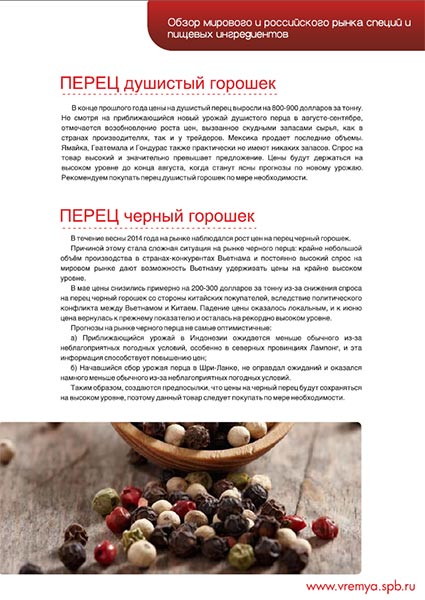 Обзор мирового и российского рынка специй и
пищевых ингредиентов
ПЕРЕЦ душистый горошек
В конце прошлого года цены на душистый перец выросли на 800-900 долларов за тонну.
Не смотря на приближающийся новый урожай душистого перца в августе-сентябре,
отмечается возобновление роста цен, вызванное скудными запасами сырья, как в
странах производителях, так и у трейдеров. Мексика продает последние объемы.
Ямайка, Гватемала и Гондурас также практически но имеют никаких запасов. Спрос на
товар высокий и значительно превышает предложение. Цены будут держаться на
высоком уровне до конца августа, когда станут ясны прогнозы по новому урожаю.
Рекомендуем покупать перец душистый горошек по мере необходимости.
ПЕРЕЦ черный горошек
В течение весны 2014 года на рынке наблюдался рост цен на перец черный горошек.
Причиной этому стала сложная ситуация на рынке черного перца: крайне небольшой
объём производства в странах-конкурентах Вьетнама и постоянно высокий спрос на
мировом рынке дают возможность Вьетнаму удерживать цены на крайне высоком
уровне.
В мае цены снизились примерно на 200-300 долларов за тонну из-за снижения спроса
на перец черный горошек со стороны китайских покупателей, вследствие политического
конфликта между Вьетнамом и Китаем. Падение цены оказалось локальным, и к июню
цена вернулась к прежнему показателю и осталась на рекордно высоком уровне.
Прогнозы на рынке черного перца не самые оптимистичные:
а) Приближающийся урожай в Индонезии ожидается меньше обычного из-за
неблагоприятных погодных условий, особенно в северных провинциях Лампонг, и эта
информация способствует повышению цен;
б) Начавшийся сбор урожая перца в Шри-Ланке, не оправдал ожиданий и оказался
намного меньше обычного из-за неблагоприятных погодных условий.
Таким образом, создаются предпосылки, что цены на черный перец будут сохраняться
на высоком уровне, поэтому данный товар следует покупать по мере необходимости.
www.vremya.spb.ru